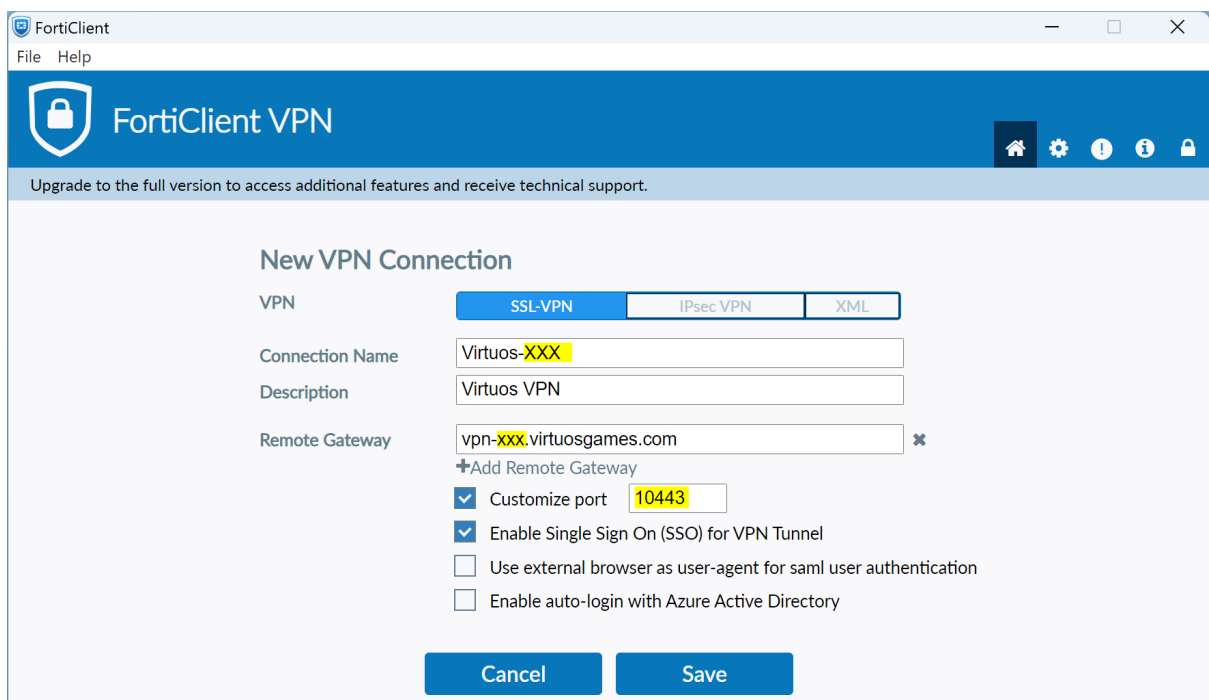 FortiClient
File Help
FortiClient VPN
Upgrade to the full version to access additional features and receive technical support.
New VPN Connection
VPN SSL-VPN IPsec VPN XML
Connection Name Virtuos-XXX
Description Virtuos VPN
Remote Gateway vpn-xxx.virtuosgames.com
+Add Remote Gateway
Customize port 10443
Enable Single Sign On (SSO) for VPN Tunnel
Use external browser as user-agent for saml user authentication
Enable auto-login with Azure Active Directory
Cancel Save